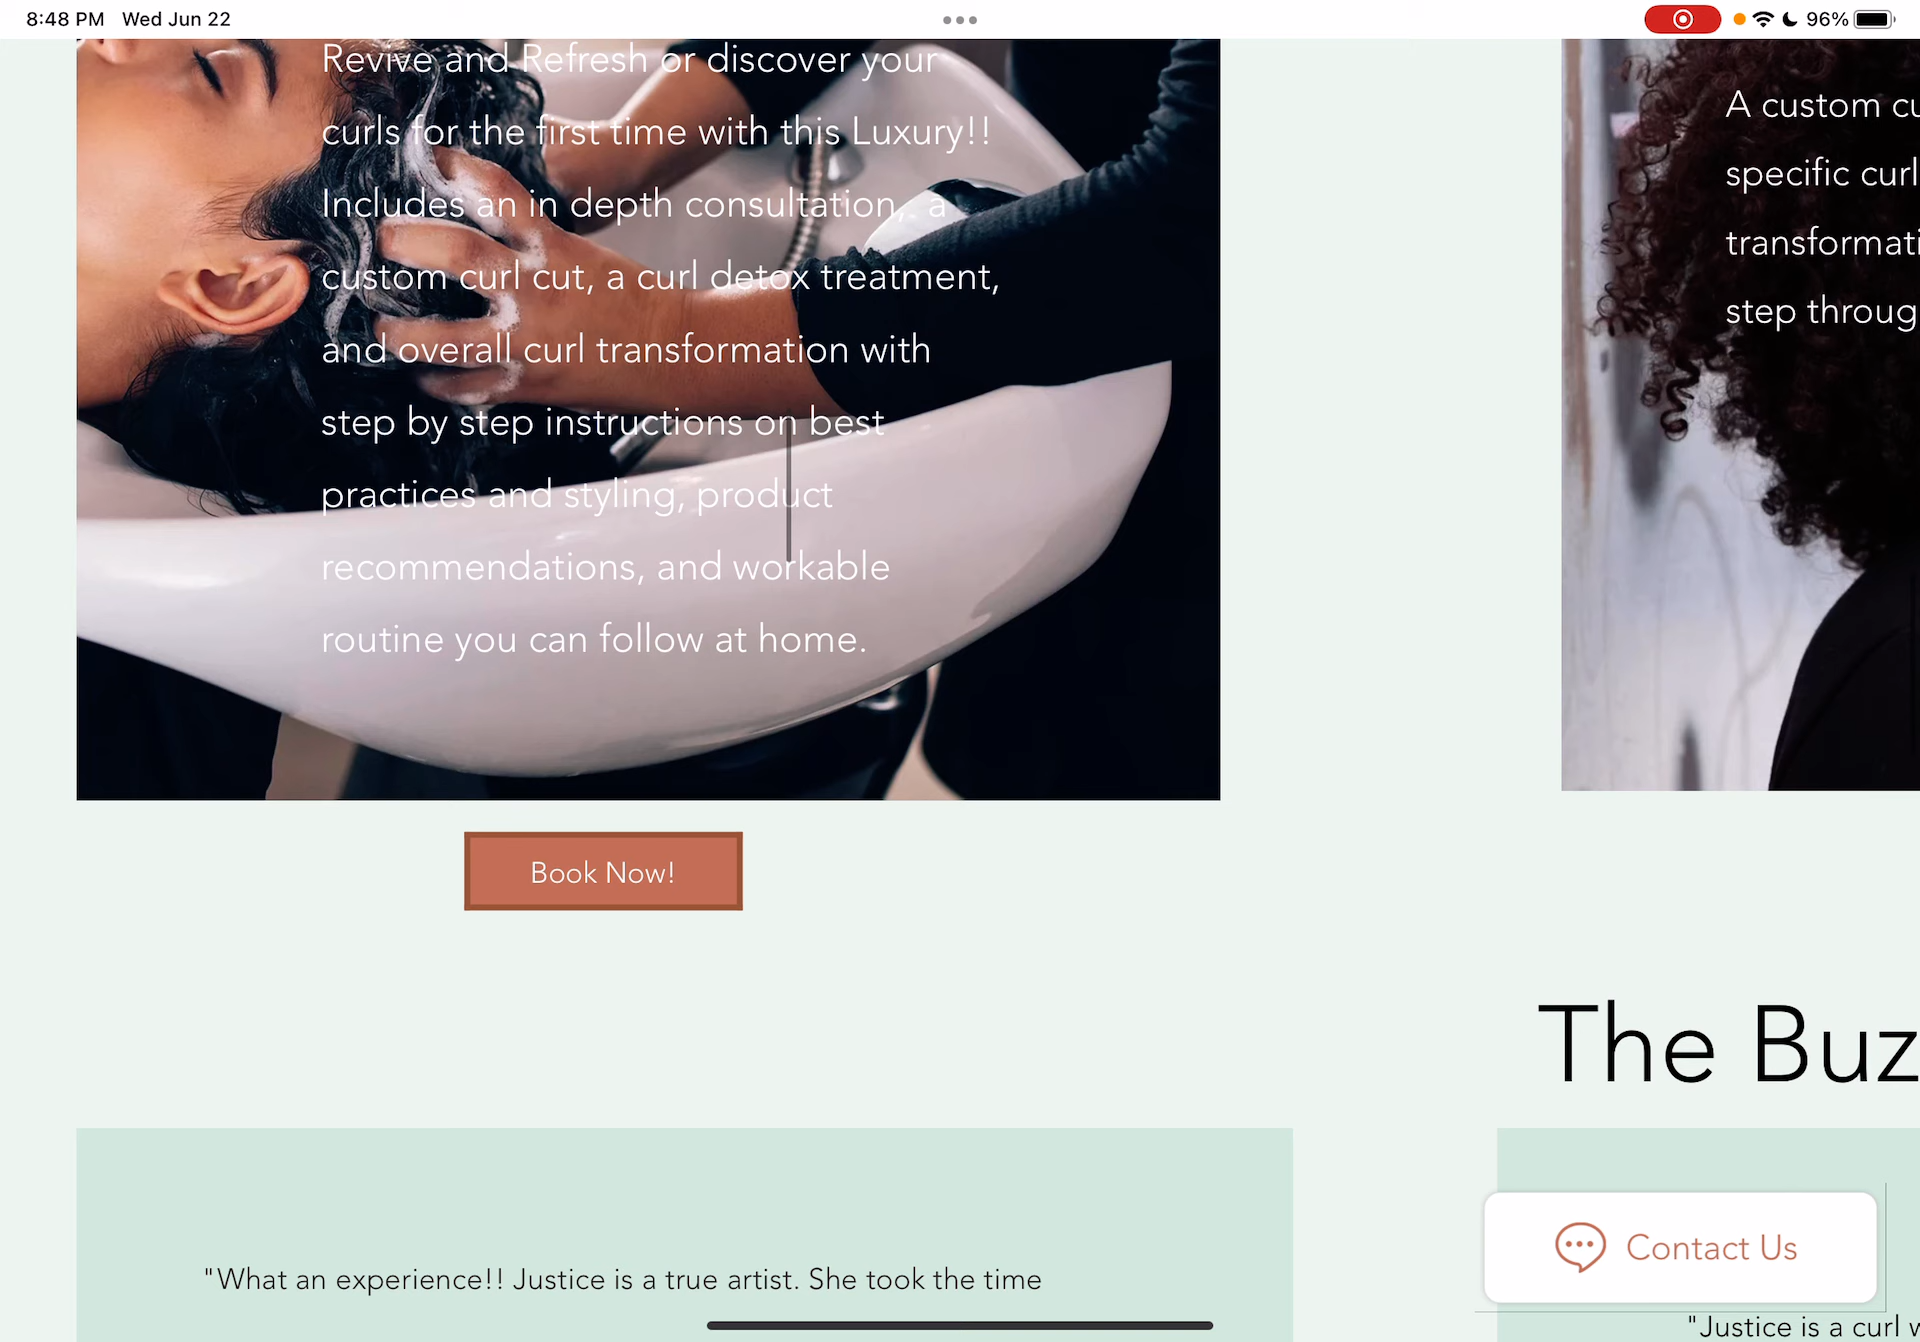 8:48 PM Wed Jun 22
96%
Revive and Refresh or discover your
curls for the first time with this Luxury!!
Includes an in depth consultation, a
custom curl cut, a curl detox treatment,
and overall curl transformation with
step by step instructions on best
practices and styling, product
recommendations, and workable
routine you can follow at home.
A custom
specific curl
step
Book Now!
The
"What an experience!! Justice is a true artist. She took the time
Contact Us
"Justice is a curl